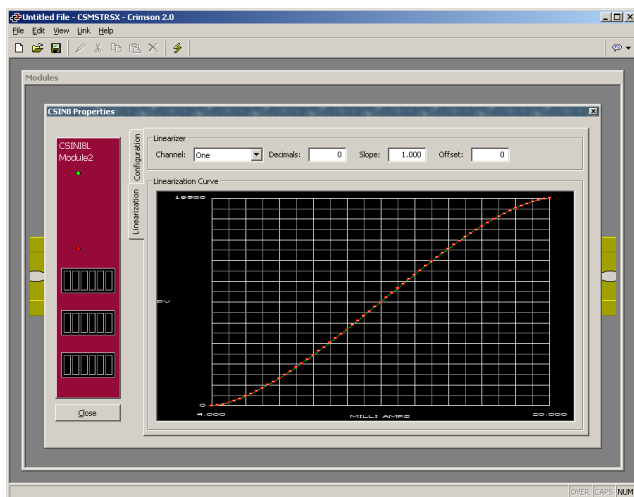 Untitled File - CSMSTRSX - Crimson 2.0
File Edit View Link Help
Modules
CSINI8 Properties
CSINI8L
Module2
Configuration
Linearization
Linearizer
Channel: One Decimals: 0 Slope: 1.000 Offset: 0
Linearization Curve
PV
0
4.000 MILLI AMPS 20.000
Close
OVER CAPS NUM